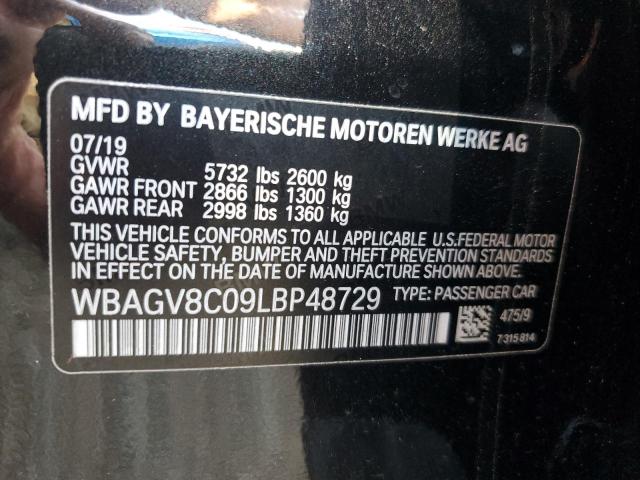 MFD BY BAYERISCHE MOTOREN WERKE AG
07/19
GVWR 5732 lbs 2600 kg
GAWR FRONT 2866 lbs 1300 kg
GAWR REAR 2998 lbs 1360 kg
THIS VEHICLE CONFORMS TO ALL APPLICABLE U.S.FEDERAL MOTOR
VEHICLE SAFETY, BUMPER AND THEFT PREVENTION STANDARDS
IN EFFECT ON THE DATE OF MANUFACTURE SHOWN ABOVE.
WBAGV8C09LBP48729 TYPE: PASSENGER CAR
475/9
7315814